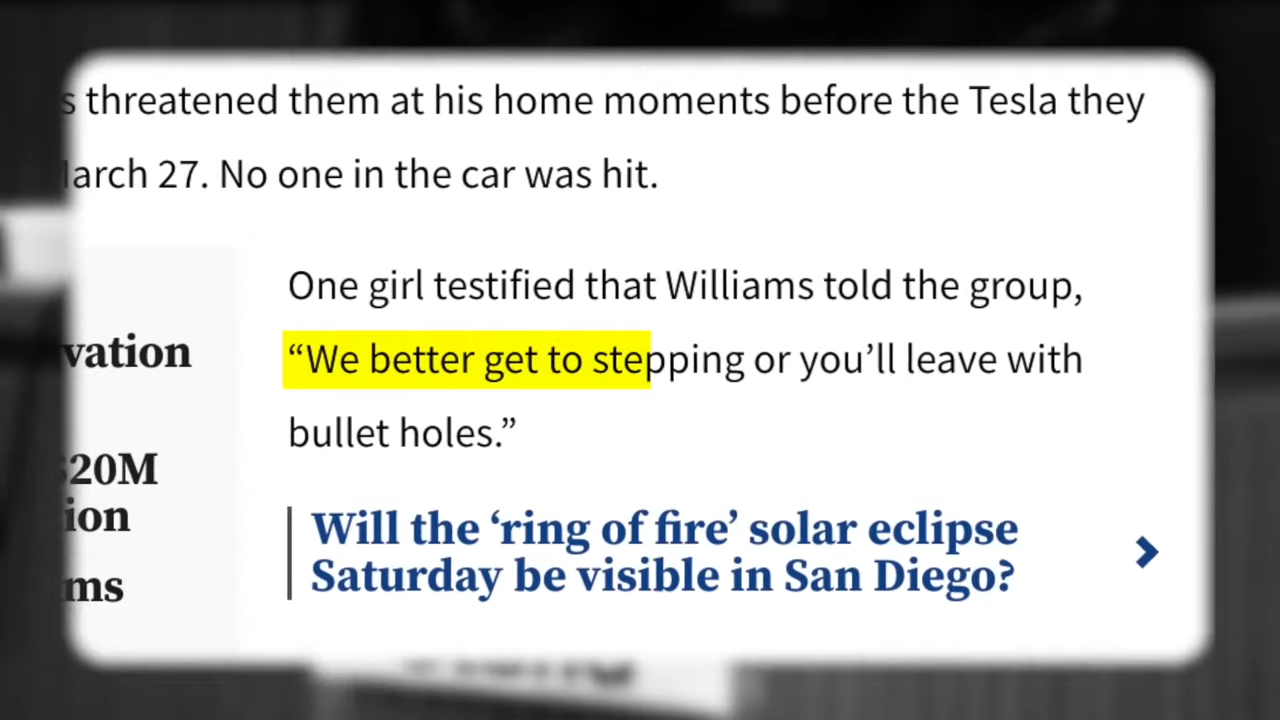 threatened them at his home moments before the Tesla they
27. No one in the car was hit.
One girl testified that Williams told the group,
“We better get to stepping or you’ll leave with
bullet holes.”
vation
$20M
ion
ms
Will the ‘ring of fire’ solar eclipse
Saturday be visible in San Diego?